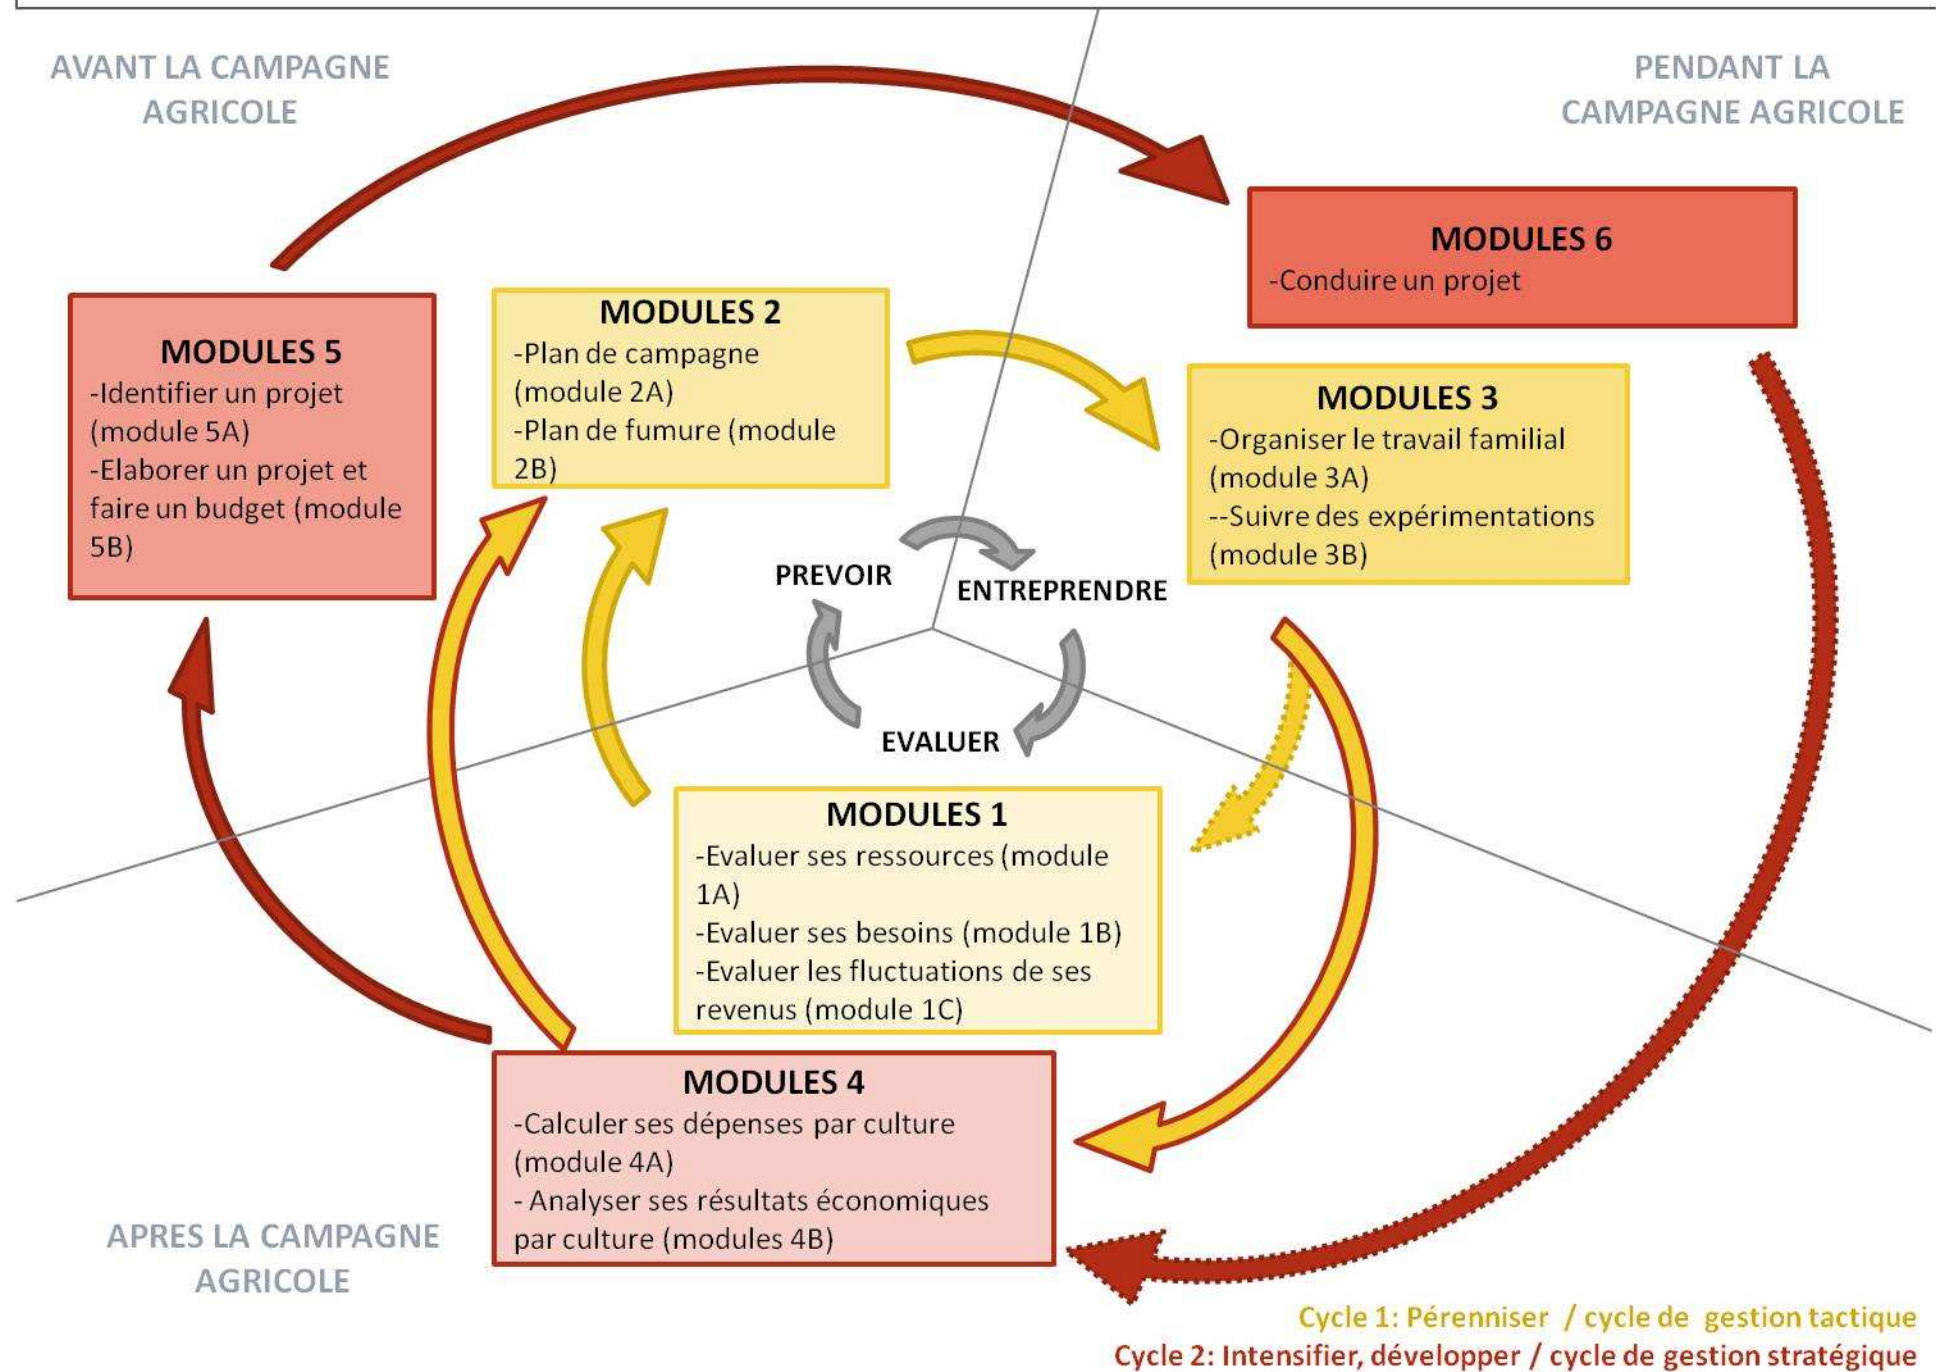 AVANT LA CAMPAGNE
AGRICOLE
PENDANT LA
CAMPAGNE AGRICOLE
MODULES 6
-Conduire un projet
MODULES 5
-Identifier un projet
(module 5A)
-Elaborer un projet et
faire un budget (module
5B)
MODULES 2
-Plan de campagne
(module 2A)
-Plan de fumure (module
2B)
MODULES 3
-Organiser le travail familial
(module 3A)
--Suivre des expérimentations
(module 3B)
PREVOIR
ENTREPRENDRE
EVALUER
MODULES 1
-Evaluer ses ressources (module
1A)
-Evaluer ses besoins (module 1B)
-Evaluer les fluctuations de ses
revenus (module 1C)
MODULES 4
-Calculer ses dépenses par culture
(module 4A)
- Analyser ses résultats économiques
par culture (modules 4B)
APRES LA CAMPAGNE
AGRICOLE
Cycle 1: Pérenniser / cycle de gestion tactique
Cycle 2: Intensifier, développer / cycle de gestion stratégique